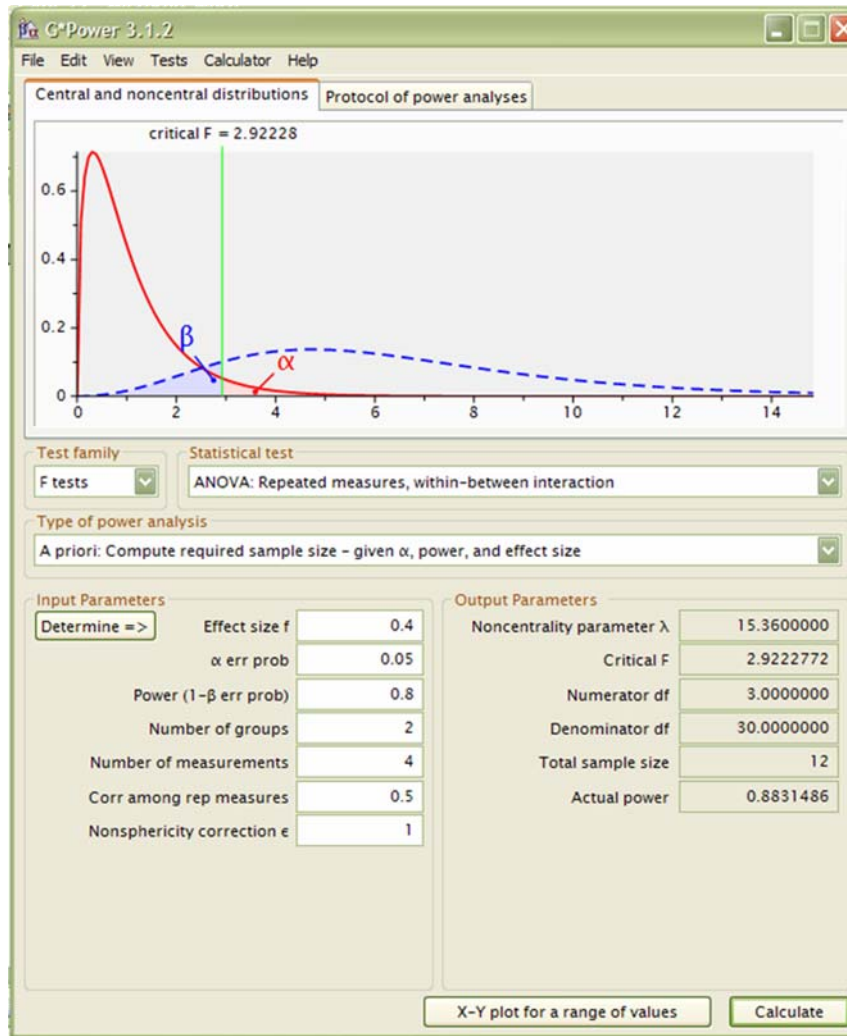 βα G*Power 3.1.2
File Edit View Tests Calculator Help
Central and noncentral distributions Protocol of power analyses
critical F = 2.92228
0.6
0.4
0.2
0
β
α
0 2 4 6 8 10 12 14
Test family Statistical test
F tests ANOVA: Repeated measures, within-between interaction
Type of power analysis
A priori: Compute required sample size - given α, power, and effect size
Input Parameters Output Parameters
Determine => Effect size f 0.4 Noncentrality parameter λ 15.3600000
α err prob 0.05 Critical F 2.9222772
Power (1-β err prob) 0.8 Numerator df 3.0000000
Number of groups 2 Denominator df 30.0000000
Number of measurements 4 Total sample size 12
Corr among rep measures 0.5 Actual power 0.8831486
Nonsphericity correction ϵ 1
X-Y plot for a range of values Calculate